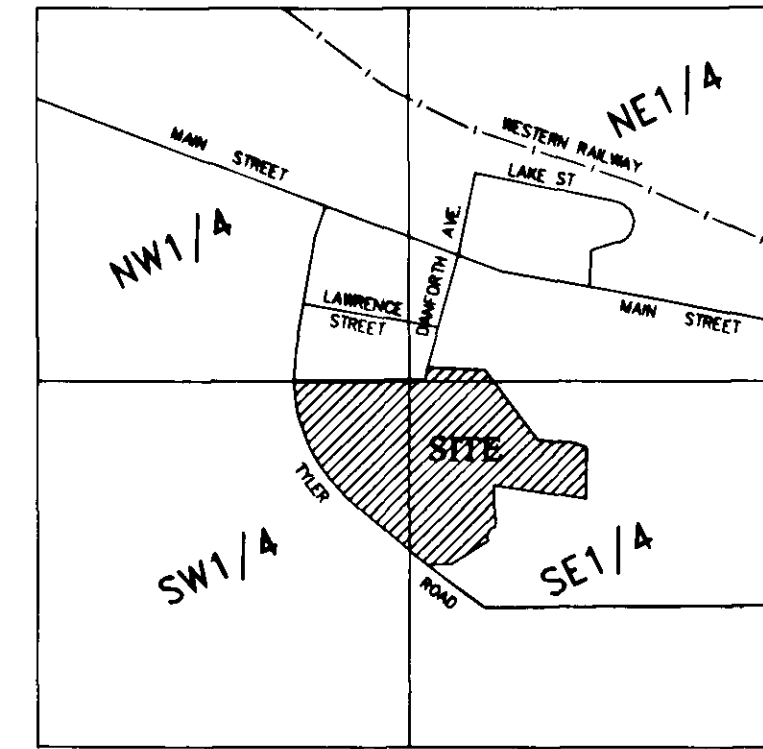 NE1/4
WESTERN RAILWAY
MAIN STREET
LAKE ST
NW1/4
DANFORTH AVE.
LAWRENCE
STREET
MAIN STREET
SITE
TYLER
ROAD
SW1/4
SE1/4